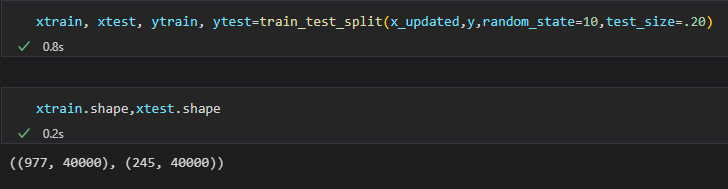 xtrain, xtest, ytrain, ytest=train_test_split(x_updated,y,random_state=10,test_size=.20)
0.8s
xtrain.shape,xtest.shape
0.2s
((977, 40000), (245, 40000))